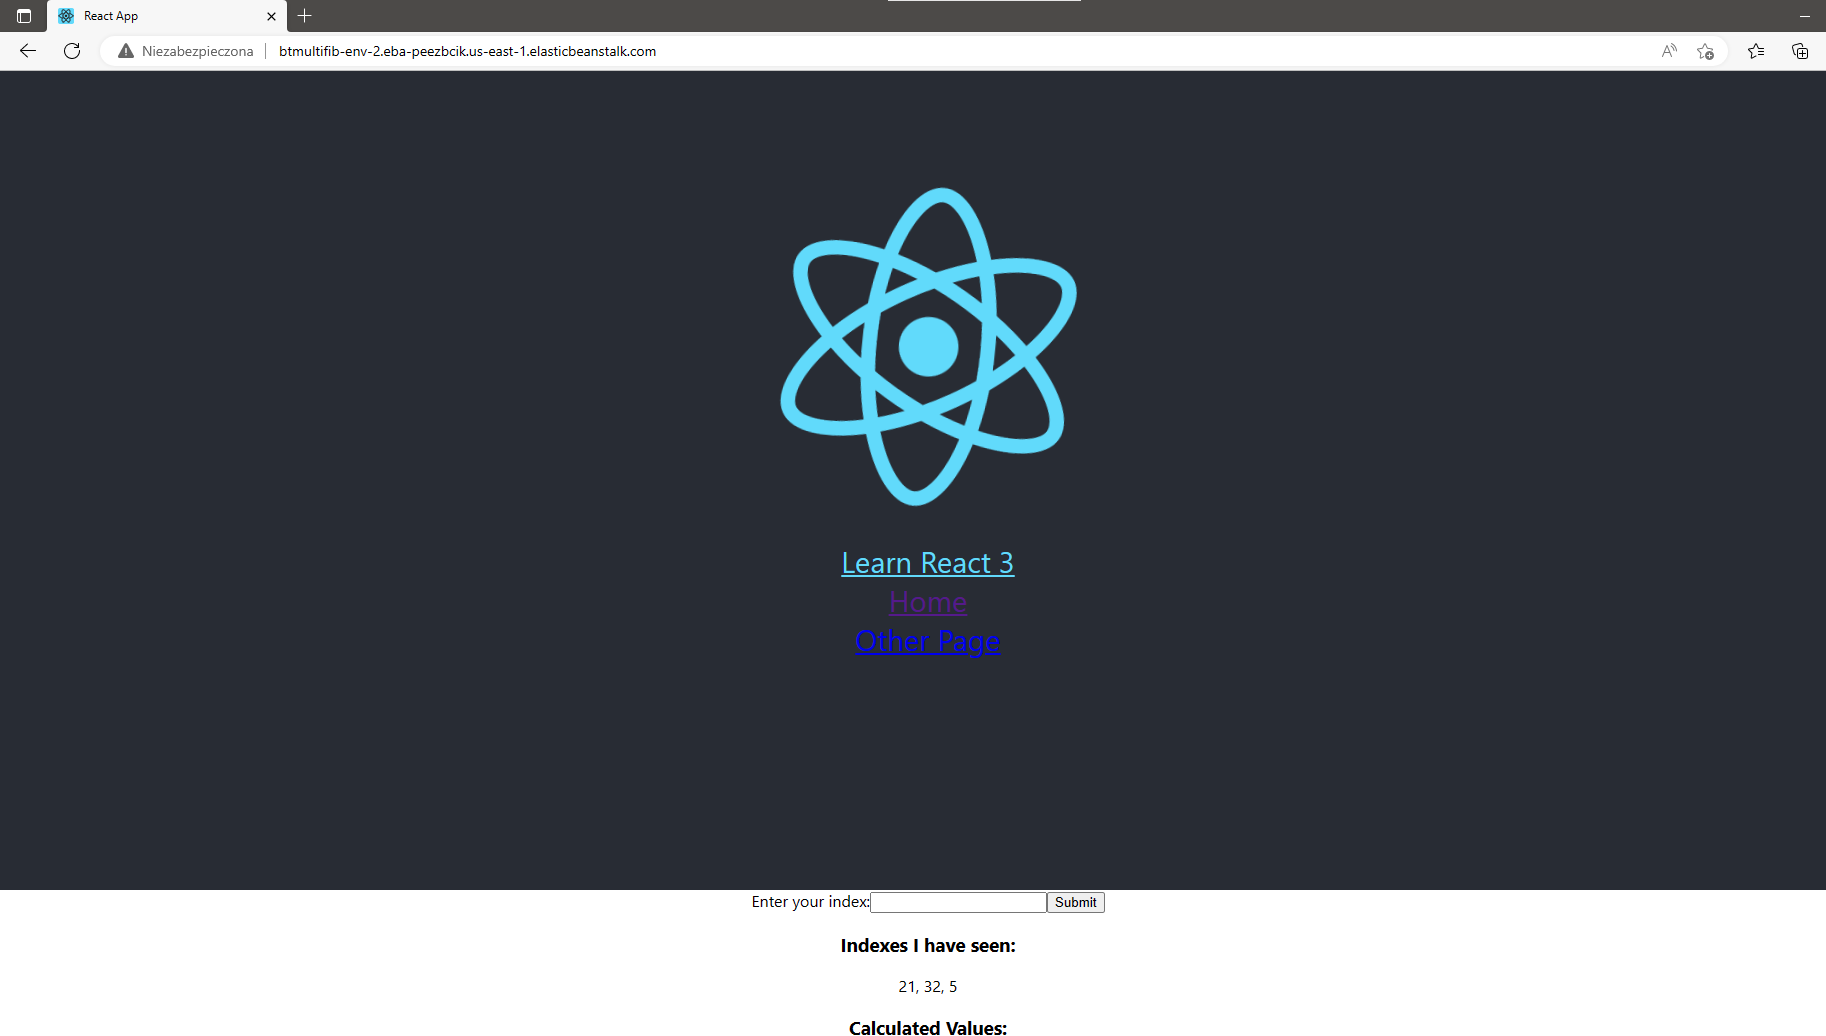 React App
Niezabezpieczona btmultifib-env-2.eba-peezbcik.us-east-1.elasticbeanstalk.com
Learn React 3
Home
Other Page
Enter your index: Submit
Indexes I have seen:
21, 32, 5
Calculated Values: